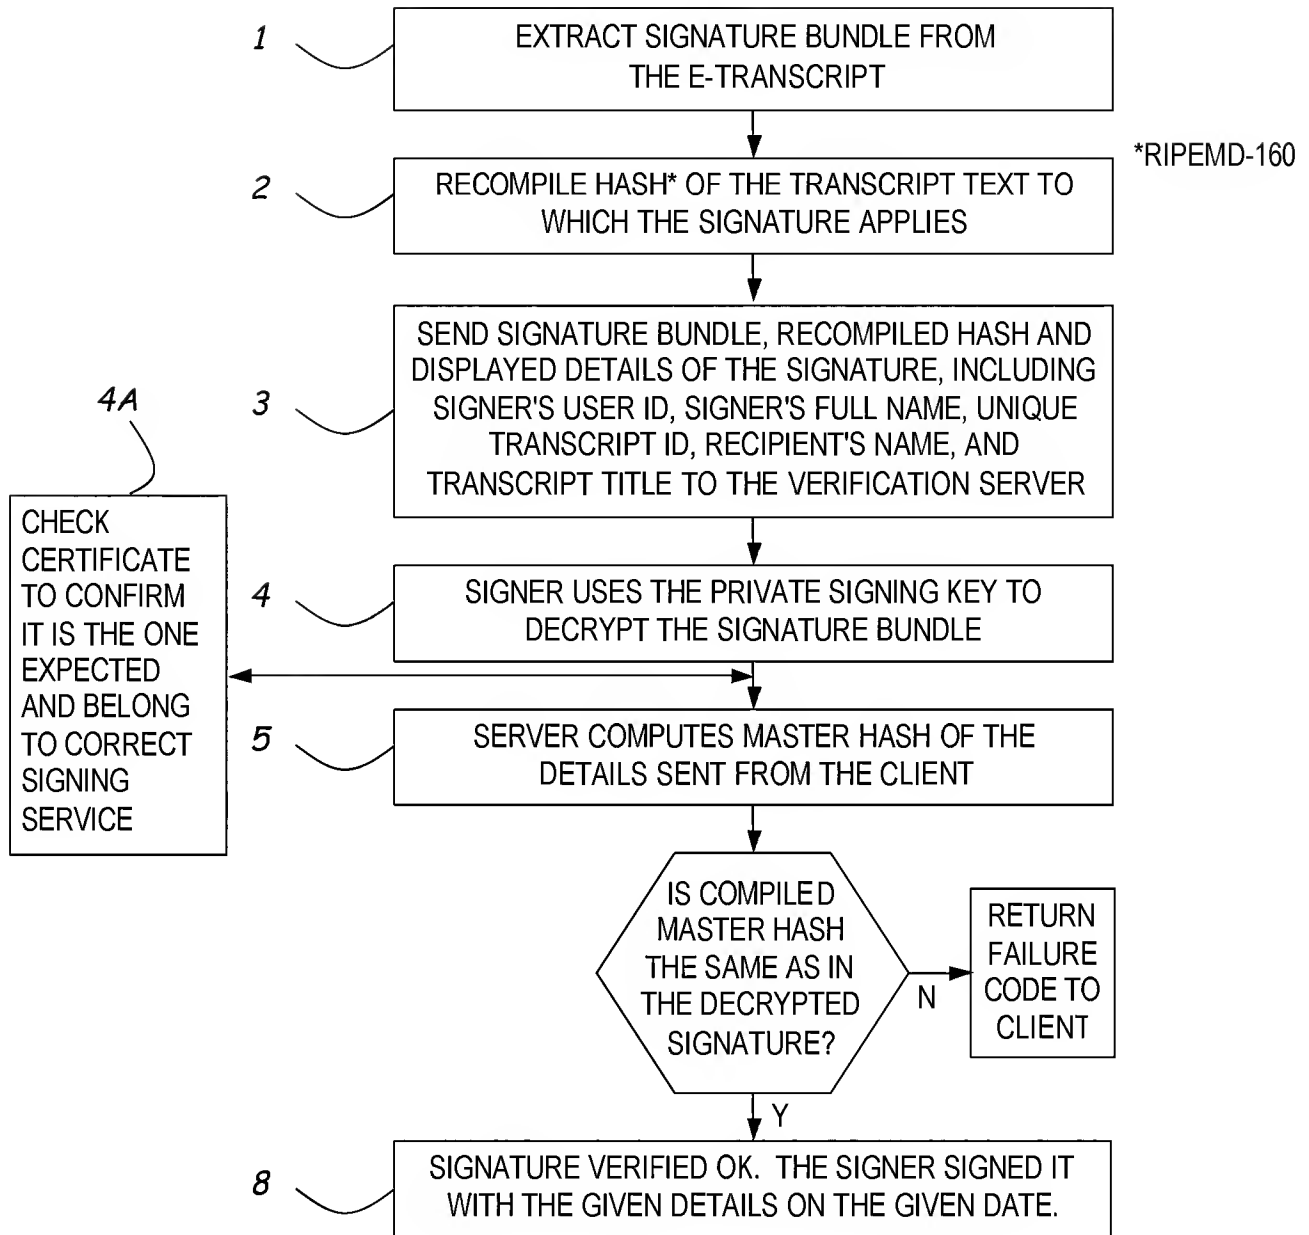 1
EXTRACT SIGNATURE BUNDLE FROM
THE E-TRANSCRIPT
*RIPEMD-160
2
RECOMPILE HASH* OF THE TRANSCRIPT TEXT TO
WHICH THE SIGNATURE APPLIES
3
SEND SIGNATURE BUNDLE, RECOMPILED HASH AND
DISPLAYED DETAILS OF THE SIGNATURE, INCLUDING
SIGNER'S USER ID, SIGNER'S FULL NAME, UNIQUE
TRANSCRIPT ID, RECIPIENT'S NAME, AND
TRANSCRIPT TITLE TO THE VERIFICATION SERVER
4A
CHECK
CERTIFICATE
TO CONFIRM
IT IS THE ONE
EXPECTED
AND BELONG
TO CORRECT
SIGNING
SERVICE
4
SIGNER USES THE PRIVATE SIGNING KEY TO
DECRYPT THE SIGNATURE BUNDLE
5
SERVER COMPUTES MASTER HASH OF THE
DETAILS SENT FROM THE CLIENT
IS COMPILED
MASTER HASH
THE SAME AS IN
THE DECRYPTED
SIGNATURE?
N
RETURN
FAILURE
CODE TO
CLIENT
Y
8
SIGNATURE VERIFIED OK. THE SIGNER SIGNED IT
WITH THE GIVEN DETAILS ON THE GIVEN DATE.